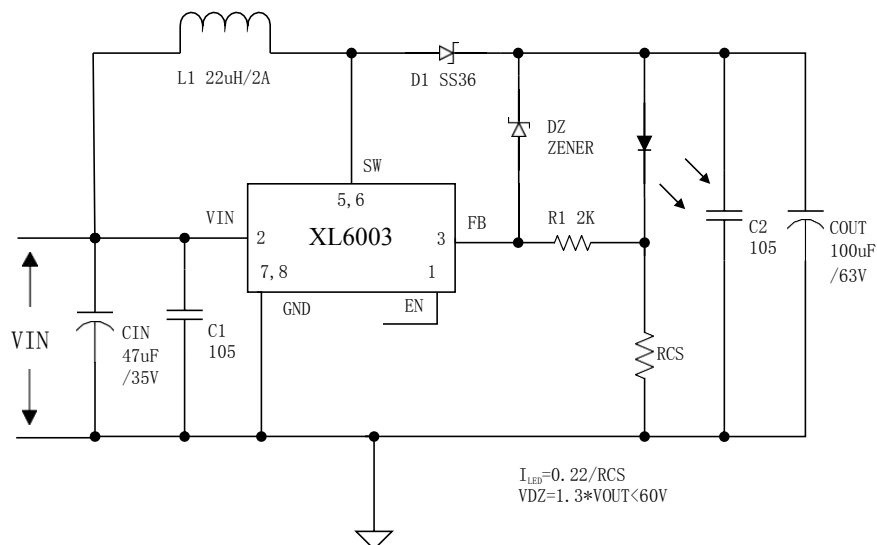 L1 22uH/2A
D1 SS36
DZ
ZENER
SW
5,6
VIN
FB
R1 2K
2
XL6003
3
7,8
1
GND
EN
C2
105
COUT
100uF
/63V
VIN
CIN
47uF
/35V
C1
105
RCS
I_LED=0.22/RCS
VDZ=1.3*VOUT<60V